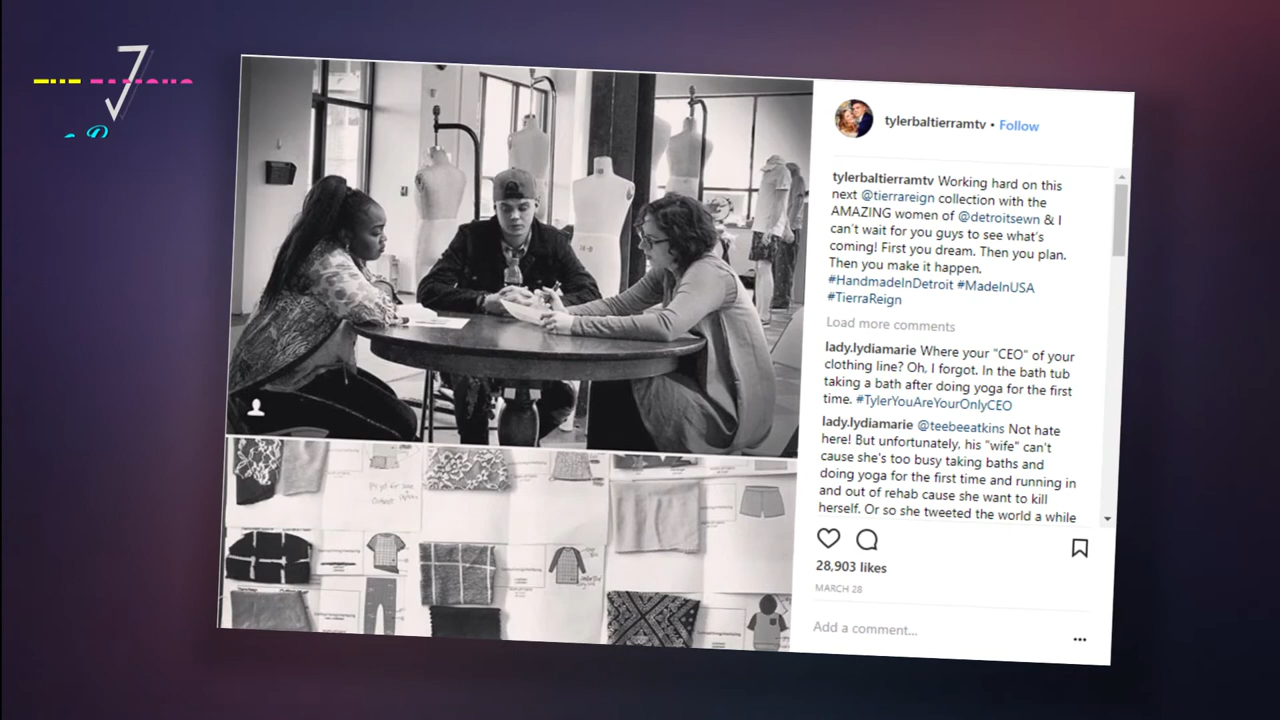 7
tylerbaltierramtv • Follow
tylerbaltierramtv Working hard on this
next @tierrareign collection with the
AMAZING women of @detroitsewn & I
can't wait for you guys to see what's
coming! First you dream. Then you plan.
Then you make it happen.
#HandmadeInDetroit #MadeInUSA
#TierraReign
Load more comments
lady.lydiamarie Where your "CEO" of your
clothing line? Oh, I forgot. In the bath tub
taking a bath after doing yoga for the first
time. #TylerYouAreYourOnlyCEO
lady.lydiamarie @teebeeatkins Not hate
here! But unfortunately, his "wife" can't
cause she's too busy taking baths and
doing yoga for the first time and running in
and out of rehab cause she want to kill
herself. Or so she tweeted the world a while
28,903 likes
MARCH 28
Add a comment...